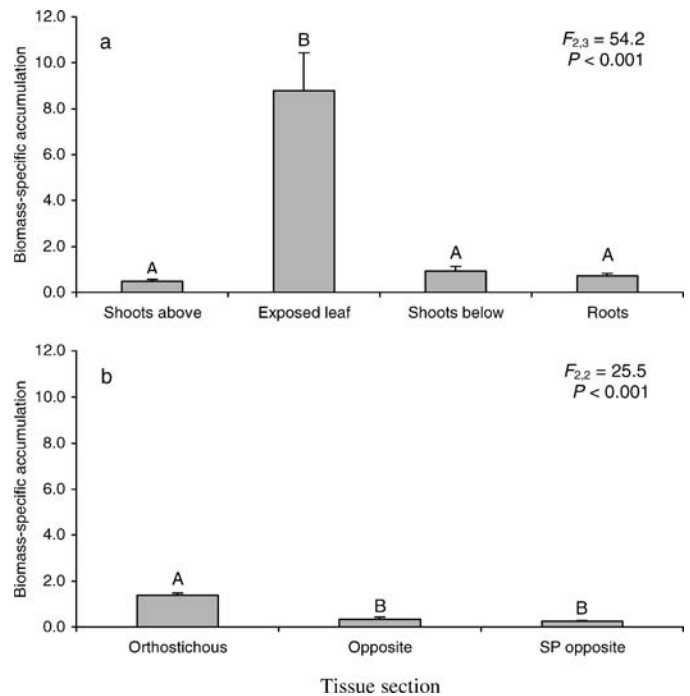 12.0
a
B
F2,3 = 54.2
P < 0.001
10.0
8.0
6.0
4.0
2.0
0.0
Biomass-specific accumulation
A
A
A
Shoots above
Exposed leaf
Shoots below
Roots
12.0
b
F2,2 = 25.5
P < 0.001
10.0
8.0
6.0
4.0
2.0
0.0
Biomass-specific accumulation
A
B
B
Orthostichous
Opposite
SP opposite
Tissue section